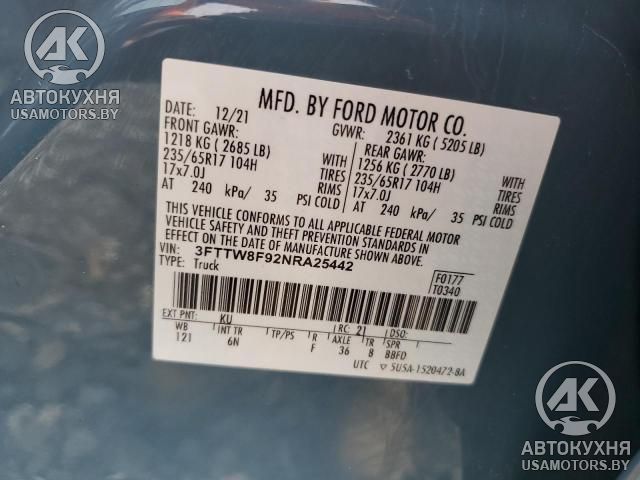 АК
АВТОКУХНЯ
USAMOTORS.BY
MFD. BY FORD MOTOR CO.
DATE: 12/21 GVWR: 2361 KG ( 5205 LB)
FRONT GAWR: REAR GAWR:
1218 KG ( 2685 LB) WITH 1256 KG ( 2770 LB) WITH
235/65R17 104H TIRES 235/65R17 104H TIRES
17x7.0J RIMS 17x7.0J RIMS
AT 240 kPa/ 35 PSI COLD AT 240 kPa/ 35 PSI COLD
THIS VEHICLE CONFORMS TO ALL APPLICABLE FEDERAL MOTOR
VEHICLE SAFETY AND THEFT PREVENTION STANDARDS IN
EFFECT ON THE DATE OF MANUFACTURE SHOWN ABOVE.
VIN: 3FTTW8F92NRA25442
TYPE: Truck F0177
T0340
EXT PNT: KU RC: 21 DSO:
WB INT TR TP/PS R AXLE TR SPR
121 6N F 36 8 BBFD
UTC ▽ 5U5A-1520472-BA
АК
АВТОКУХНЯ
USAMOTORS.BY